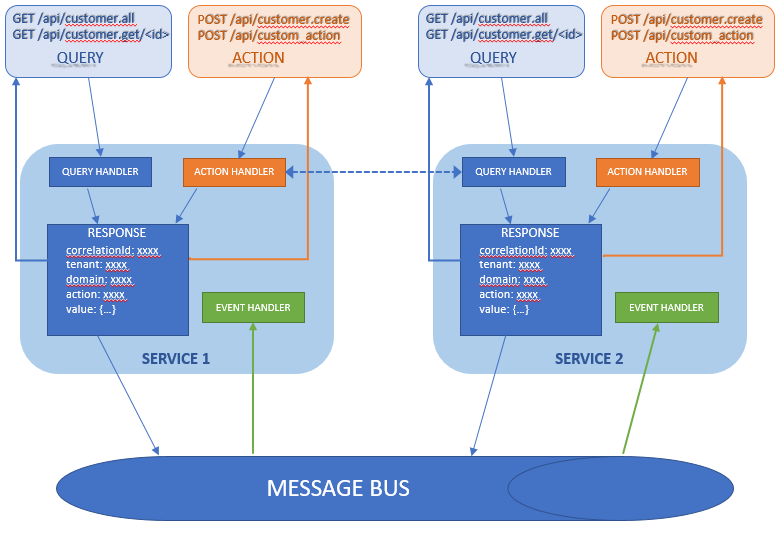 GET /api/customer.all
GET /api/customer.get/<id>
QUERY
POST /api/customer.create
POST /api/custom_action
ACTION
GET /api/customer.all
GET /api/customer.get/<id>
QUERY
POST /api/customer.create
POST /api/custom_action
ACTION
QUERY HANDLER
ACTION HANDLER
QUERY HANDLER
ACTION HANDLER
RESPONSE
correlationId: xxxx
tenant: xxxx
domain: xxxx
action: xxxx
value: {...}
EVENT HANDLER
SERVICE 1
RESPONSE
correlationId: xxxx
tenant: xxxx
domain: xxxx
action: xxxx
value: {...}
EVENT HANDLER
SERVICE 2
MESSAGE BUS